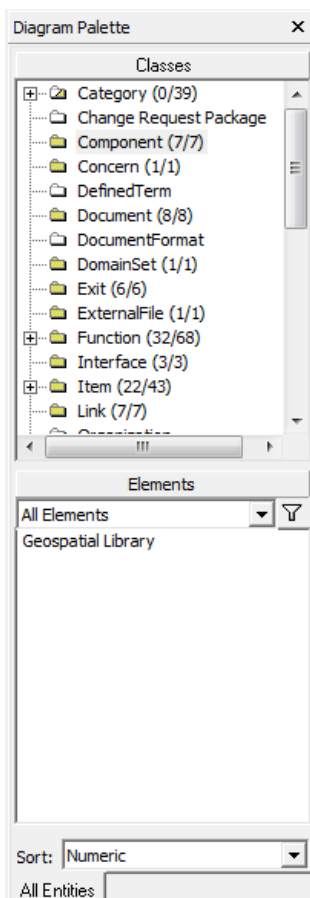 Diagram Palette
Classes
Category (0/39)
Change Request Package
Component (7/7)
Concern (1/1)
DefinedTerm
Document (8/8)
DocumentFormat
DomainSet (1/1)
Exit (6/6)
ExternalFile (1/1)
Function (32/68)
Interface (3/3)
Item (22/43)
Link (7/7)
Elements
All Elements
Geospatial Library
Sort: Numeric
All Entities